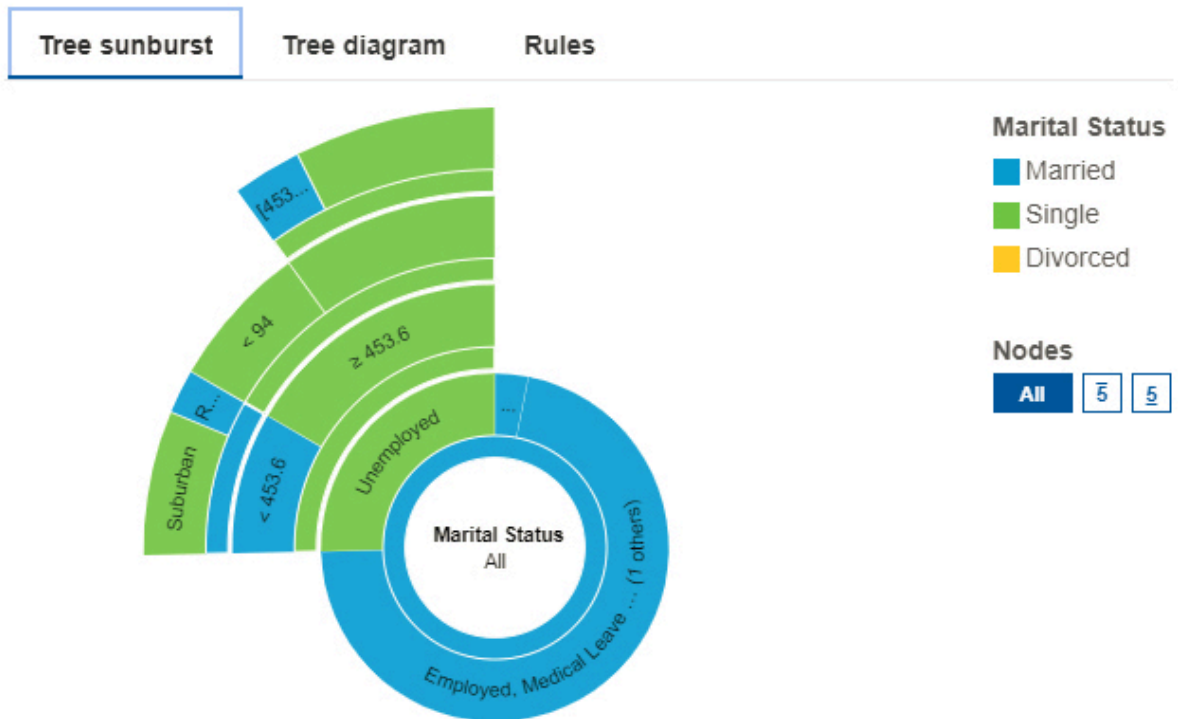 Tree sunburst Tree diagram Rules
Marital Status
Married
Single
Divorced
Nodes
All 5 5
[453...
< 94
≥ 453.6
R...
Suburban
< 453.6
Unemployed
...
Marital Status
All
Employed, Medical Leave ... (1 others)